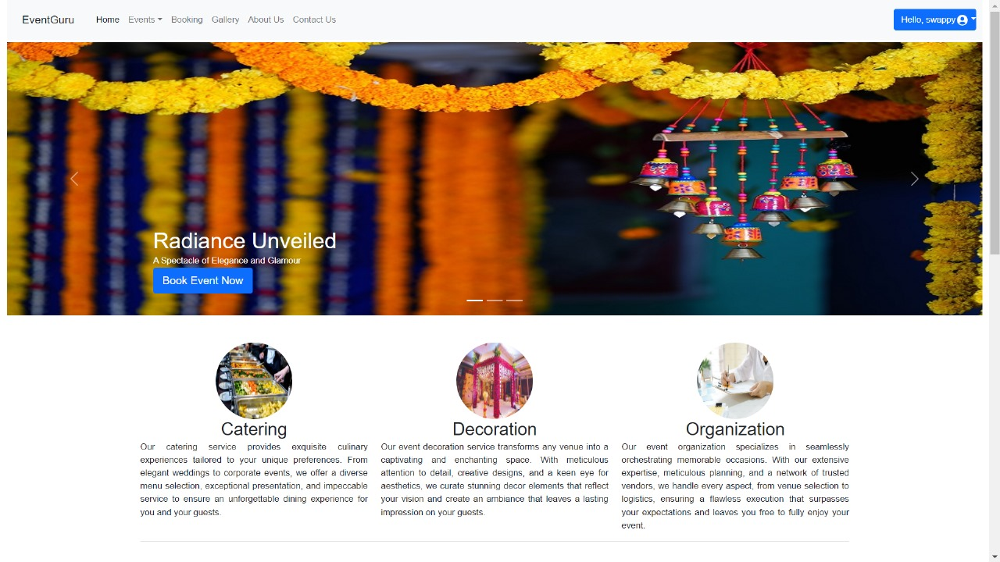 EventGuru Home Events Booking Gallery About Us Contact Us Hello, swappy
Radiance Unveiled
A Spectacle of Elegance and Glamour
Book Event Now
Catering
Our catering service provides exquisite culinary
experiences tailored to your unique preferences. From
elegant weddings to corporate events, we offer a diverse
menu selection, exceptional presentation, and impeccable
service to ensure an unforgettable dining experience for
you and your guests.
Decoration
Our event decoration service transforms any venue into a
captivating and enchanting space. With meticulous
attention to detail, creative designs, and a keen eye for
aesthetics, we curate stunning decor elements that reflect
your vision and create an ambiance that leaves a lasting
impression on your guests.
Organization
Our event organization specializes in seamlessly
orchestrating memorable occasions. With our extensive
expertise, meticulous planning, and a network of trusted
vendors, we handle every aspect, from venue selection to
logistics, ensuring a flawless execution that surpasses
your expectations and leaves you free to fully enjoy your
event.